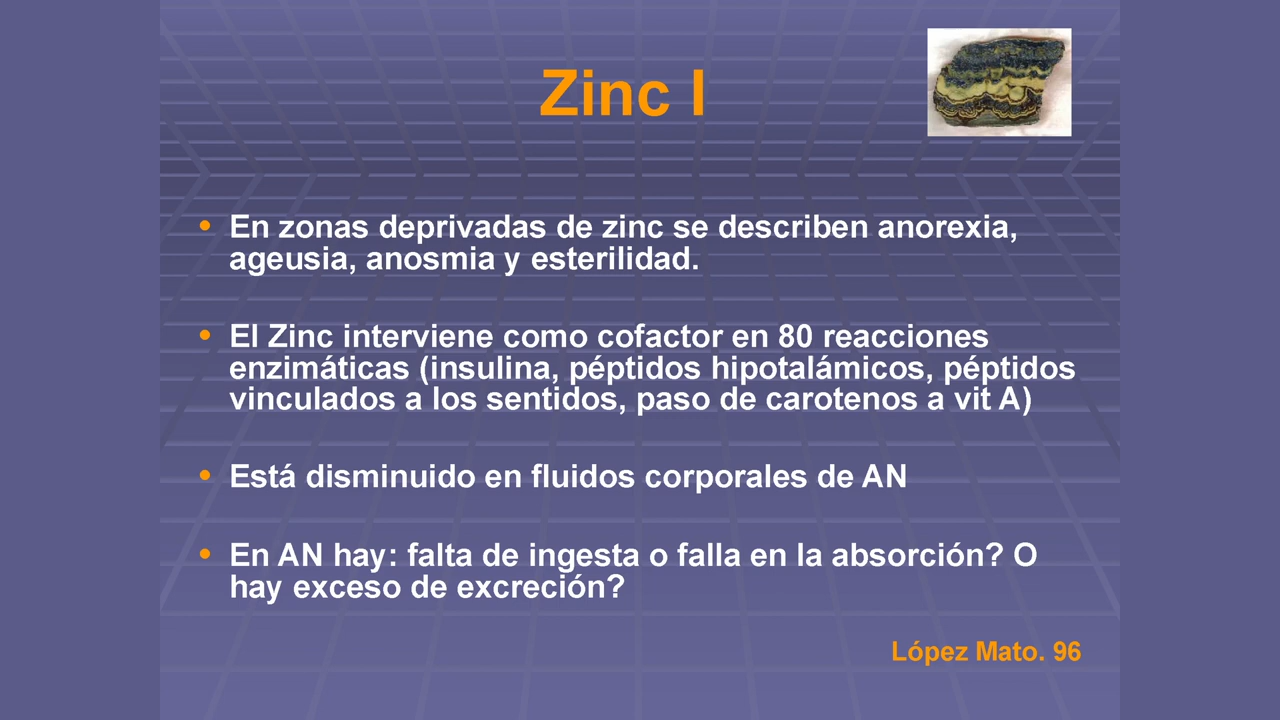 Zinc I
En zonas deprivadas de zinc se describen anorexia,
ageusia, anosmia y esterilidad.
El Zinc interviene como cofactor en 80 reacciones
enzimáticas (insulina, péptidos hipotalámicos, péptidos
vinculados a los sentidos, paso de carotenos a vit A)
Está disminuido en fluidos corporales de AN
En AN hay: falta de ingesta o falla en la absorción? O
hay exceso de excreción?
López Mato. 96